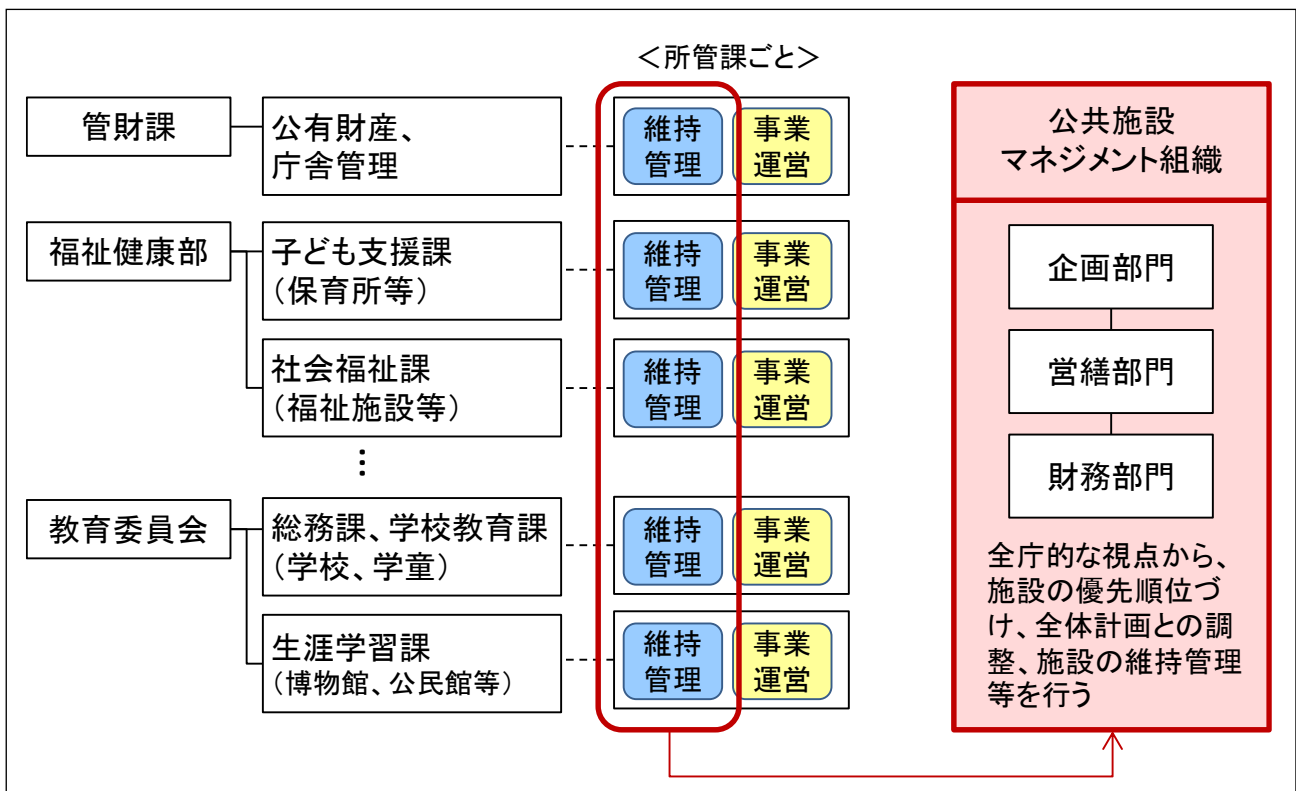 ＜所管課ごと＞
管財課
公有財産、
庁舎管理
維持
管理
事業
運営
福祉健康部
子ども支援課
（保育所等）
維持
管理
事業
運営
社会福祉課
（福祉施設等）
維持
管理
事業
運営
…
教育委員会
総務課、学校教育課
（学校、学童）
維持
管理
事業
運営
生涯学習課
（博物館、公民館等）
維持
管理
事業
運営
公共施設
マネジメント組織
企画部門
営繕部門
財務部門
全庁的な視点から、
施設の優先順位づ
け、全体計画との調
整、施設の維持管理
等を行う